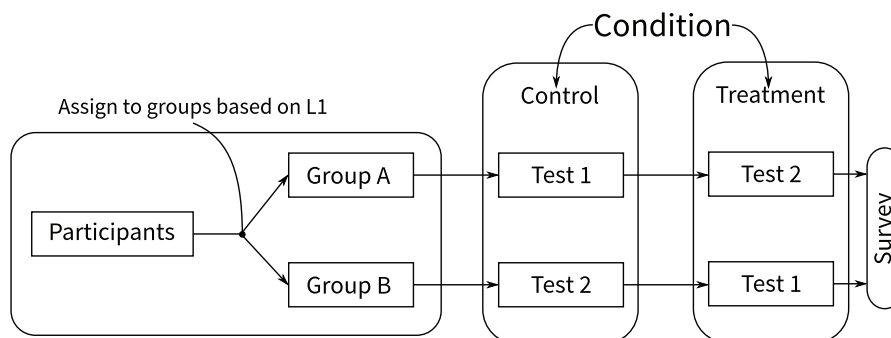 Condition
Control
Treatment
Assign to groups based on L1
Participants
Group A
Test 1
Test 2
Group B
Test 2
Test 1
Survey